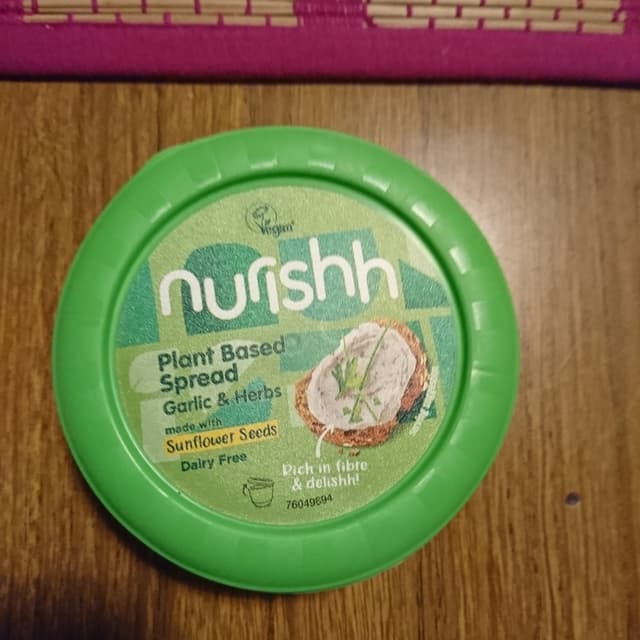 Vegan
nurishh
Plant Based
Spread
Garlic & Herbs
made with
Sunflower Seeds
Dairy Free
Rich in fibre
& delishh!
76049694